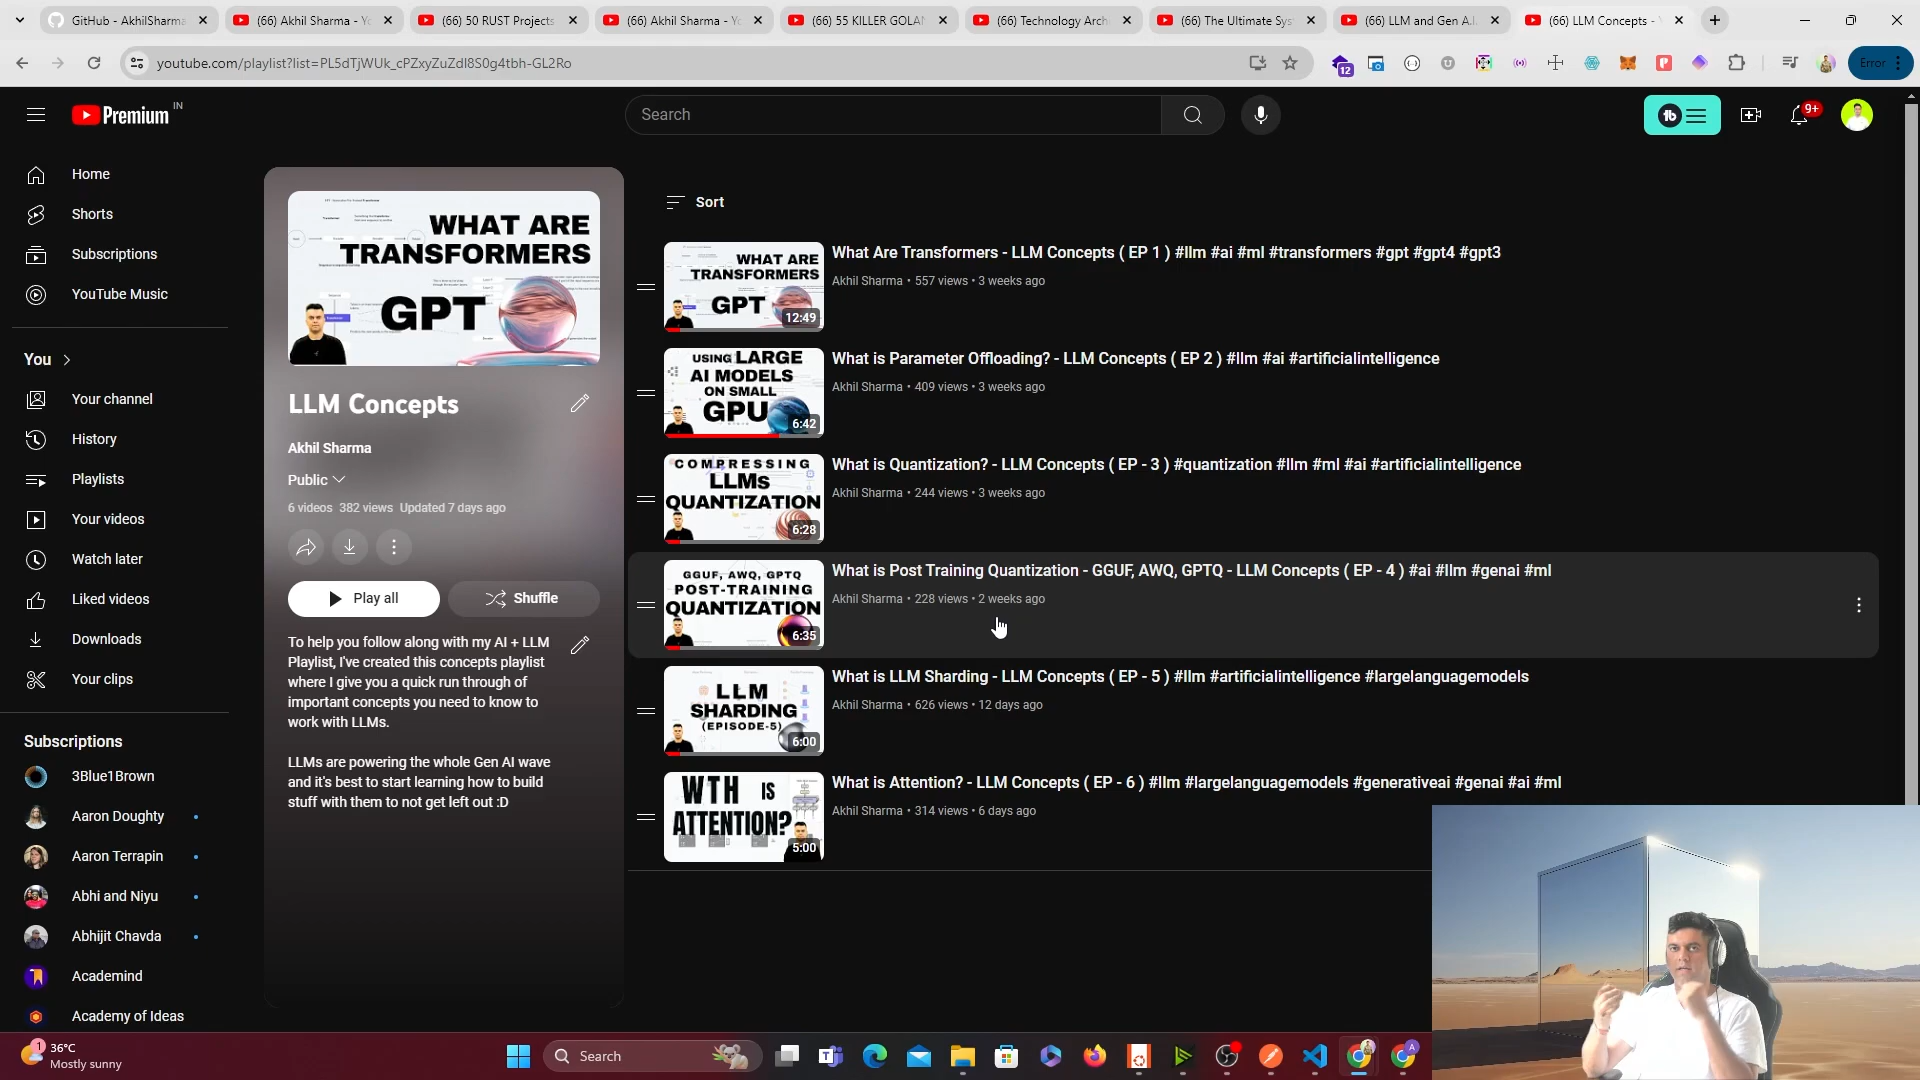 GitHub - AkhilSharma
(66) Akhil Sharma - Yo
(66) 50 RUST Projects
(66) Akhil Sharma - Yo
(66) 55 KILLER GOLAN
(66) Technology Arch
(66) The Ultimate Sys
(66) LLM and Gen A.I.
(66) LLM Concepts - Y
youtube.com/playlist?list=PL5dTjWUk_cPZxyZuZdI8S0g4tbh-GL2Ro
12
Error
Premium IN
Search
9+
Home
Shorts
Subscriptions
YouTube Music
You
Your channel
History
Playlists
Your videos
Watch later
Liked videos
Downloads
Your clips
Subscriptions
3Blue1Brown
Aaron Doughty
Aaron Terrapin
Abhi and Niyu
Abhijit Chavda
Academind
Academy of Ideas
WHAT ARE
TRANSFORMERS
GPT
LLM Concepts
Akhil Sharma
Public
6 videos 382 views Updated 7 days ago
Play all
Shuffle
To help you follow along with my AI + LLM
Playlist, I've created this concepts playlist
where I give you a quick run through of
important concepts you need to know to
work with LLMs.
LLMs are powering the whole Gen AI wave
and it's best to start learning how to build
stuff with them to not get left out :D
Sort
WHAT ARE
TRANSFORMERS
GPT
12:49
What Are Transformers - LLM Concepts ( EP 1 ) #llm #ai #ml #transformers #gpt #gpt4 #gpt3
Akhil Sharma • 557 views • 3 weeks ago
USING LARGE
AI MODELS
ON SMALL
GPU
6:42
What is Parameter Offloading? - LLM Concepts ( EP 2 ) #llm #ai #artificialintelligence
Akhil Sharma • 409 views • 3 weeks ago
COMPRESSING
LLMs
QUANTIZATION
6:28
What is Quantization? - LLM Concepts ( EP - 3 ) #quantization #llm #ml #ai #artificialintelligence
Akhil Sharma • 244 views • 3 weeks ago
GGUF, AWQ, GPTQ
POST-TRAINING
QUANTIZATION
6:35
What is Post Training Quantization - GGUF, AWQ, GPTQ - LLM Concepts ( EP - 4 ) #ai #llm #genai #ml
Akhil Sharma • 228 views • 2 weeks ago
LLM
SHARDING
(EPISODE-5)
6:00
What is LLM Sharding - LLM Concepts ( EP - 5 ) #llm #artificialintelligence #largelanguagemodels
Akhil Sharma • 626 views • 12 days ago
WTH IS
ATTENTION?
5:00
What is Attention? - LLM Concepts ( EP - 6 ) #llm #largelanguagemodels #generativeai #genai #ai #ml
Akhil Sharma • 314 views • 6 days ago
1
36°C
Mostly sunny
Search